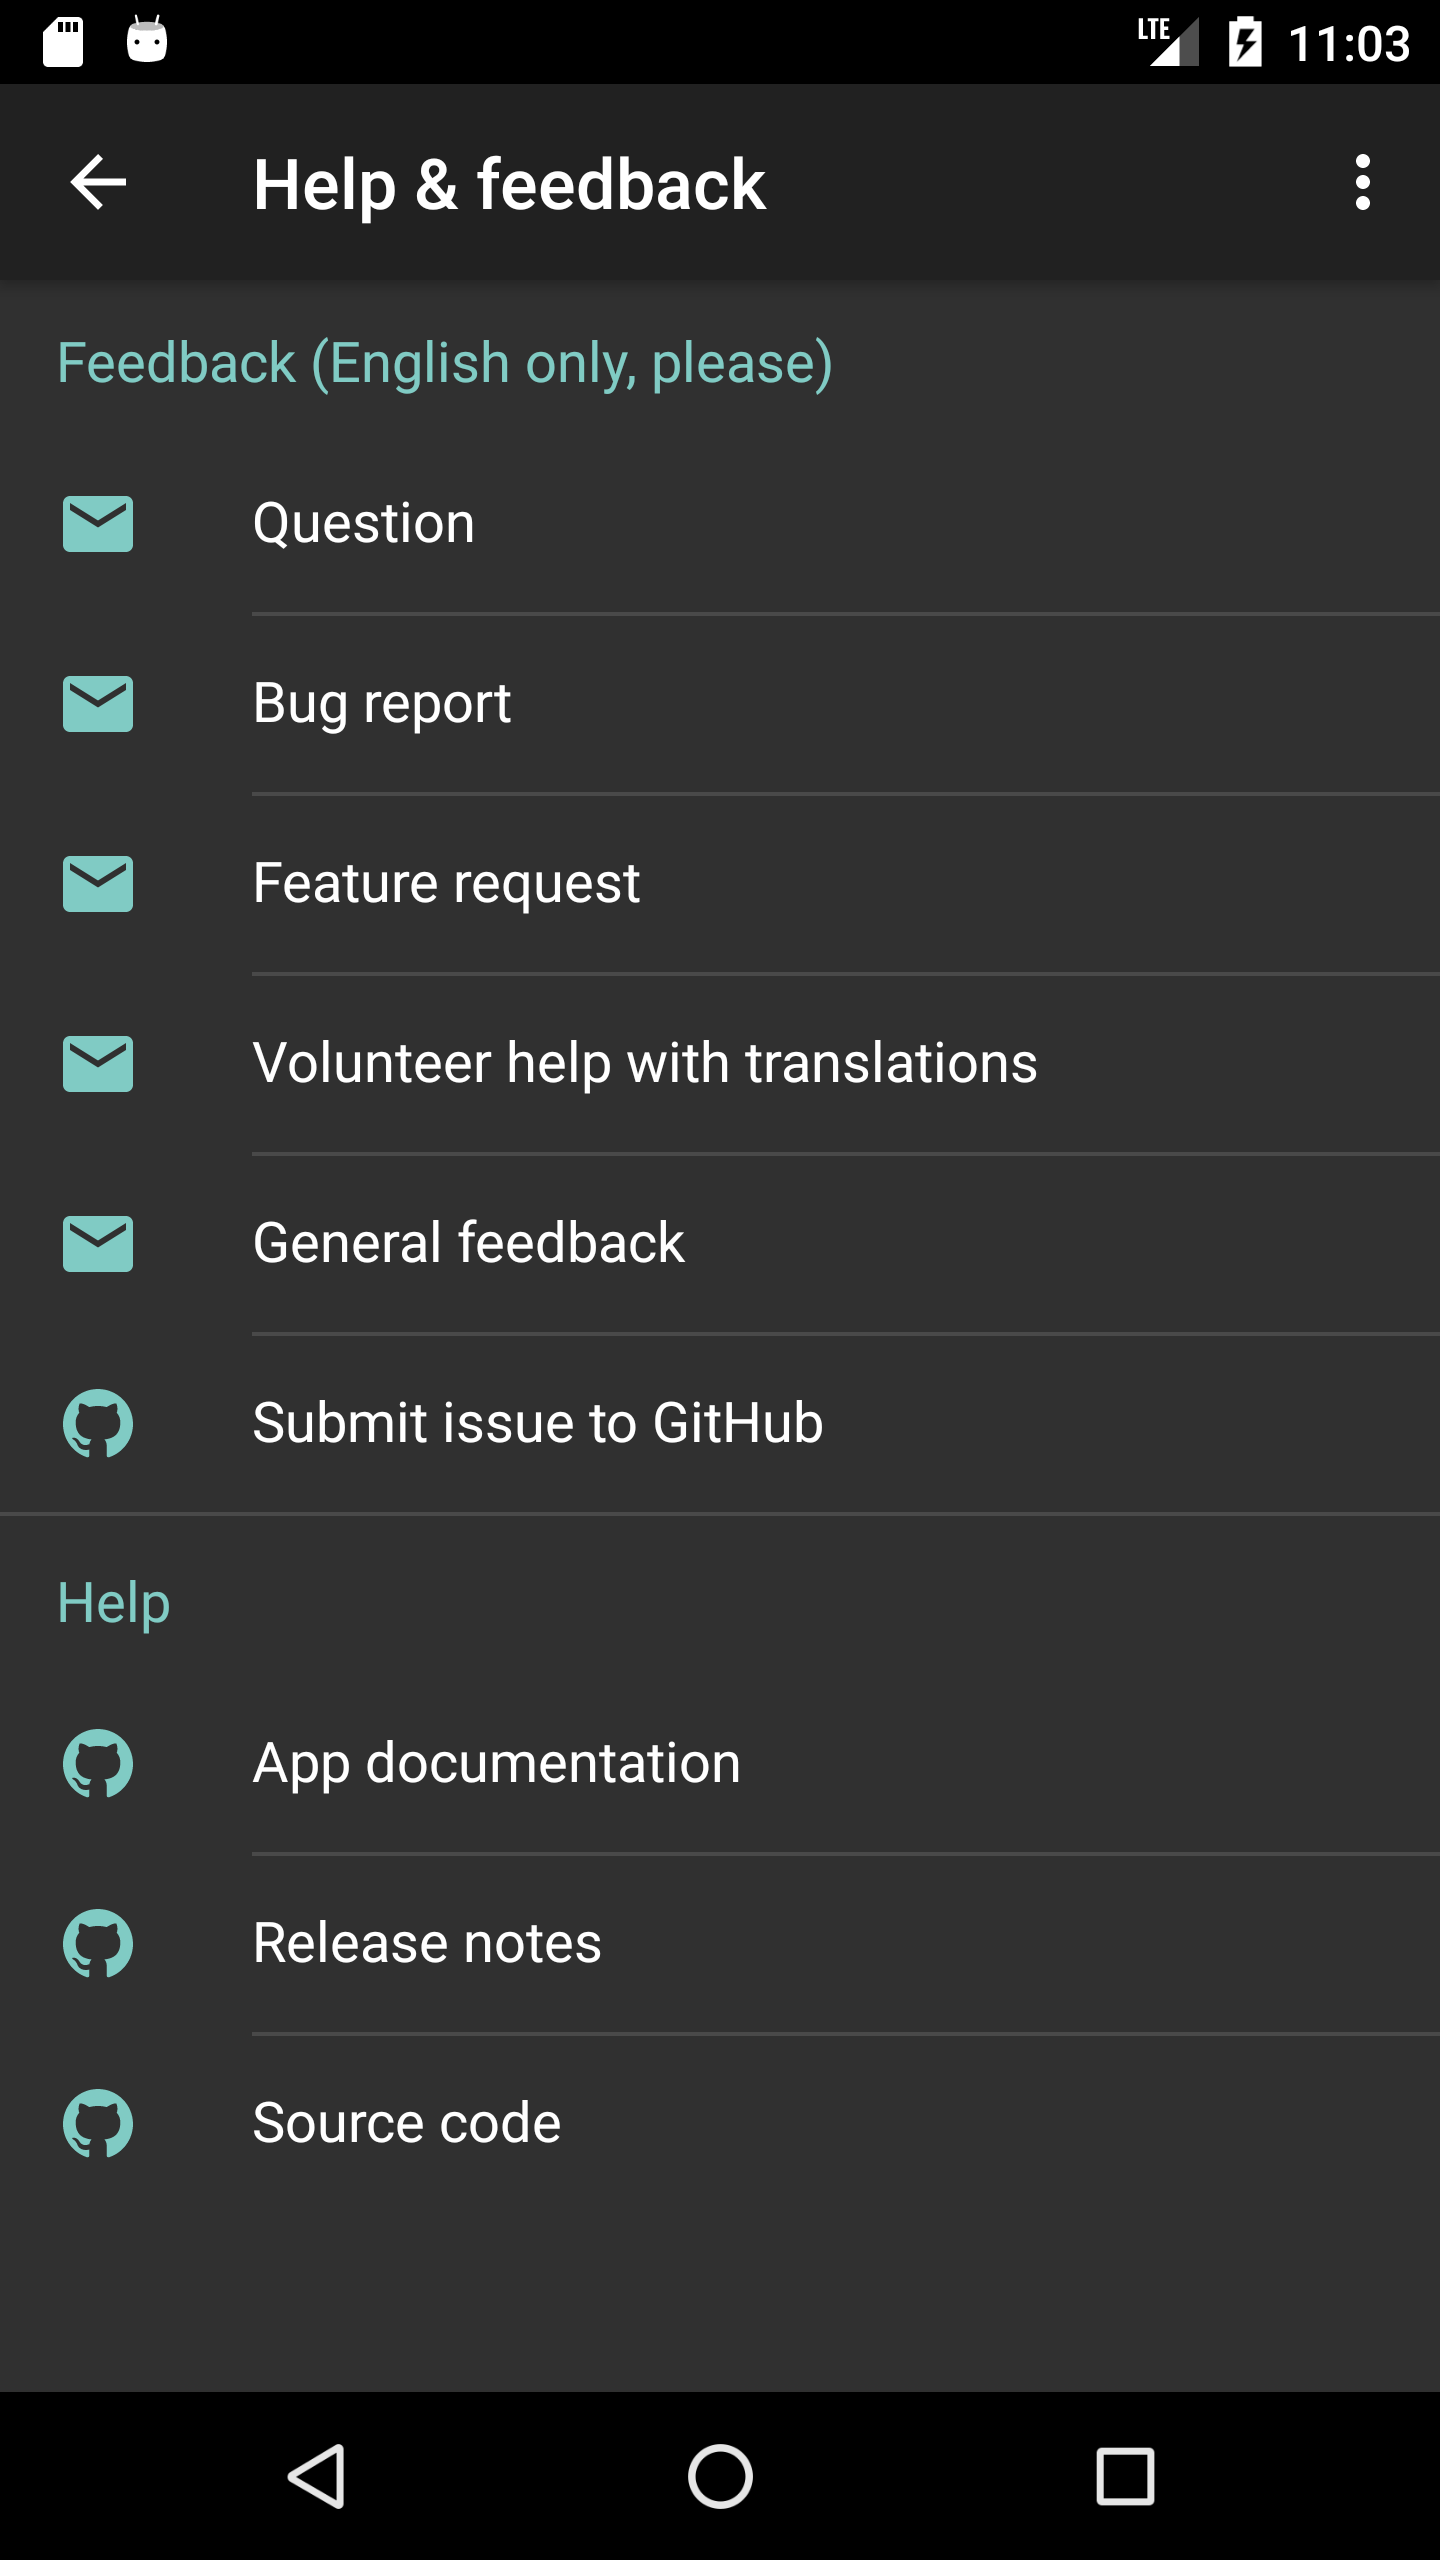 LTE 11:03
Help & feedback
Feedback (English only, please)
Question
Bug report
Feature request
Volunteer help with translations
General feedback
Submit issue to GitHub
Help
App documentation
Release notes
Source code